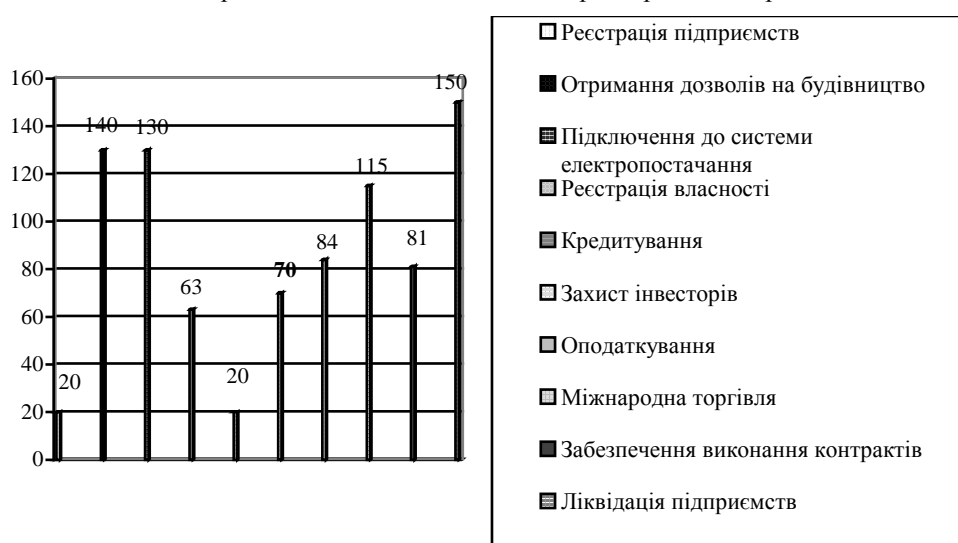 160
140
120
100
80
60
40
20
0
20
140
130
63
20
70
84
115
81
150
Реєстрація підприємств
Отримання дозволів на будівництво
Підключення до системи
електропостачання
Реєстрація власності
Кредитування
Захист інвесторів
Оподаткування
Міжнародна торгівля
Забезпечення виконання контрактів
Ліквідація підприємств